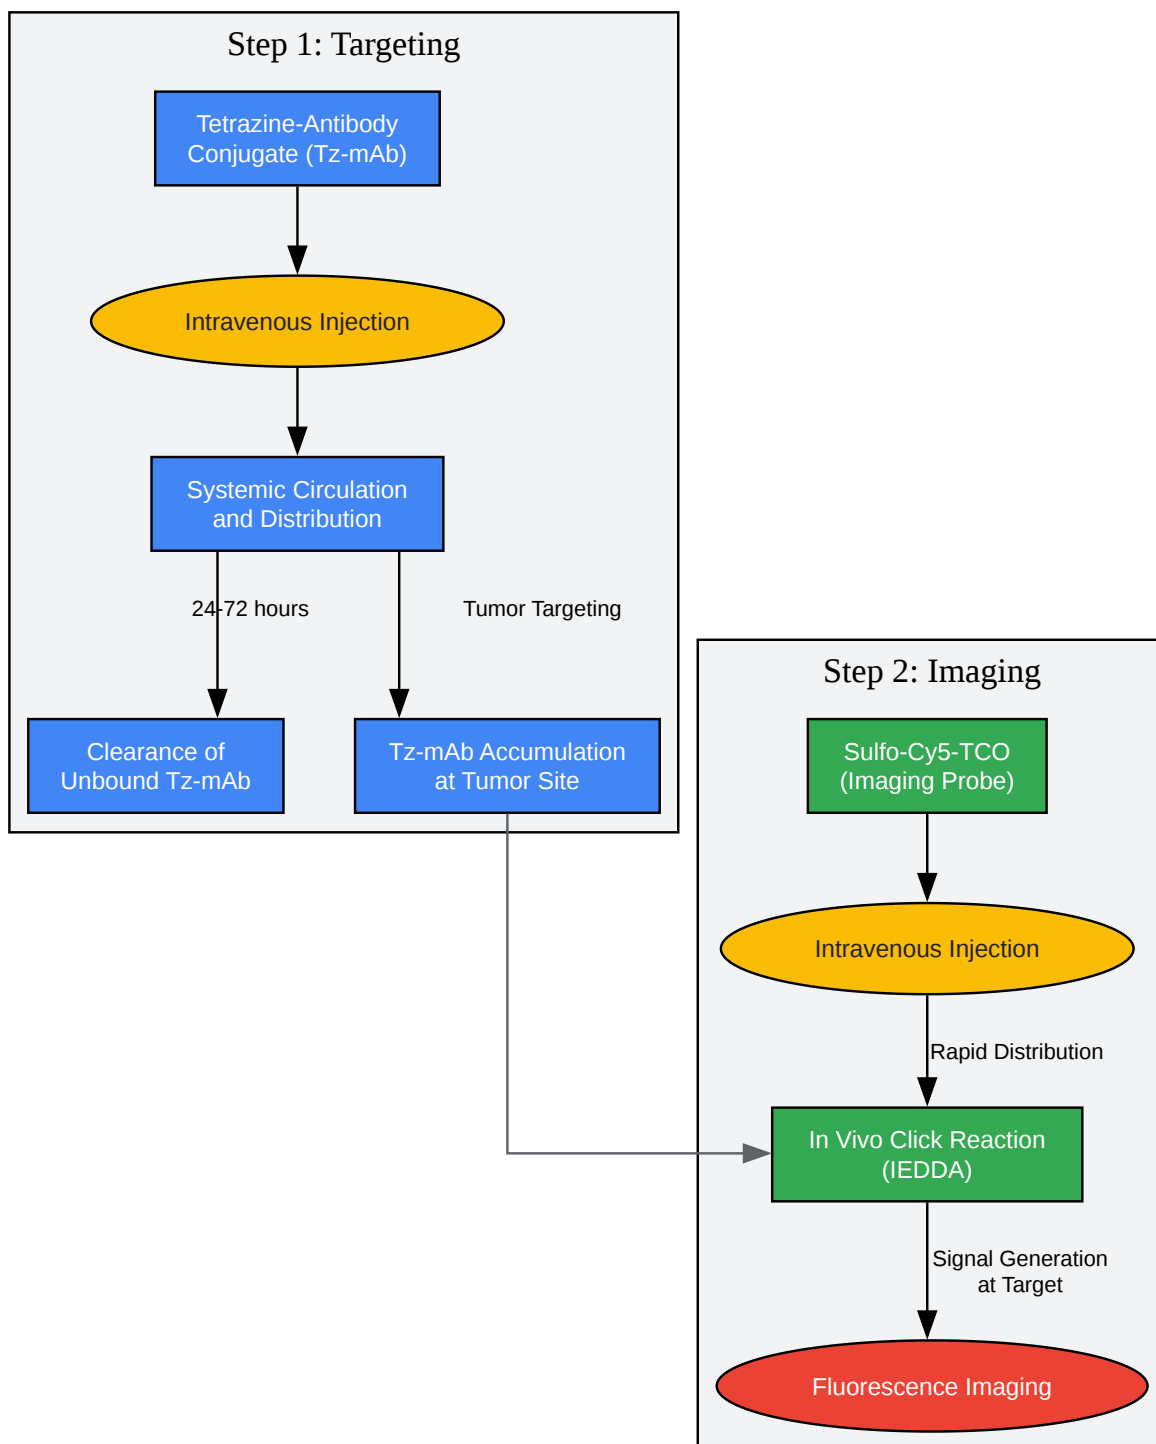 Step 1: Targeting
Tetrazine-Antibody
Conjugate (Tz-mAb)
Intravenous Injection
Systemic Circulation
and Distribution
24-72 hours
Tumor Targeting
Clearance of
Unbound Tz-mAb
Tz-mAb Accumulation
at Tumor Site
Step 2: Imaging
Sulfo-Cy5-TCO
(Imaging Probe)
Intravenous Injection
Rapid Distribution
In Vivo Click Reaction
(IEDDA)
Signal Generation
at Target
Fluorescence Imaging